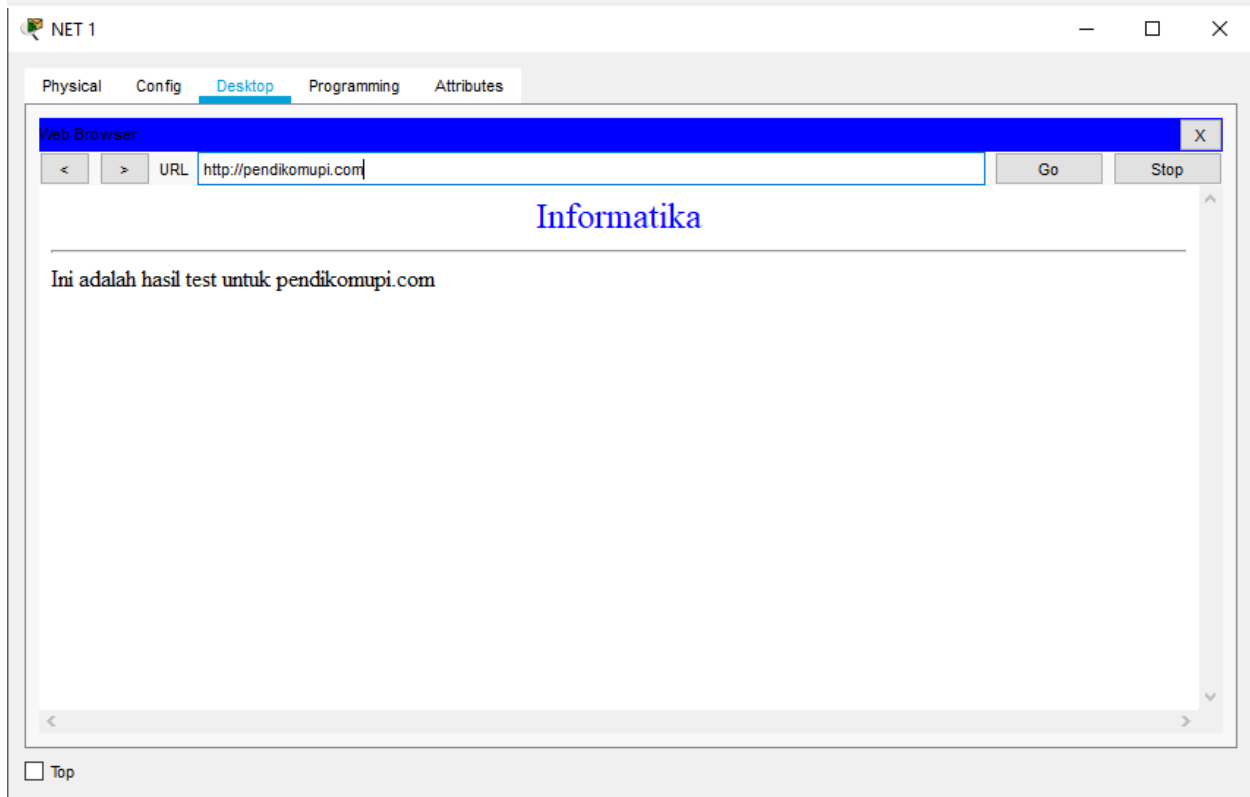 NET 1
Physical Config Desktop Programming Attributes
Web Browser X
< > URL http://pendikomupi.com Go Stop
Informatika
Ini adalah hasil test untuk pendikomupi.com
Top